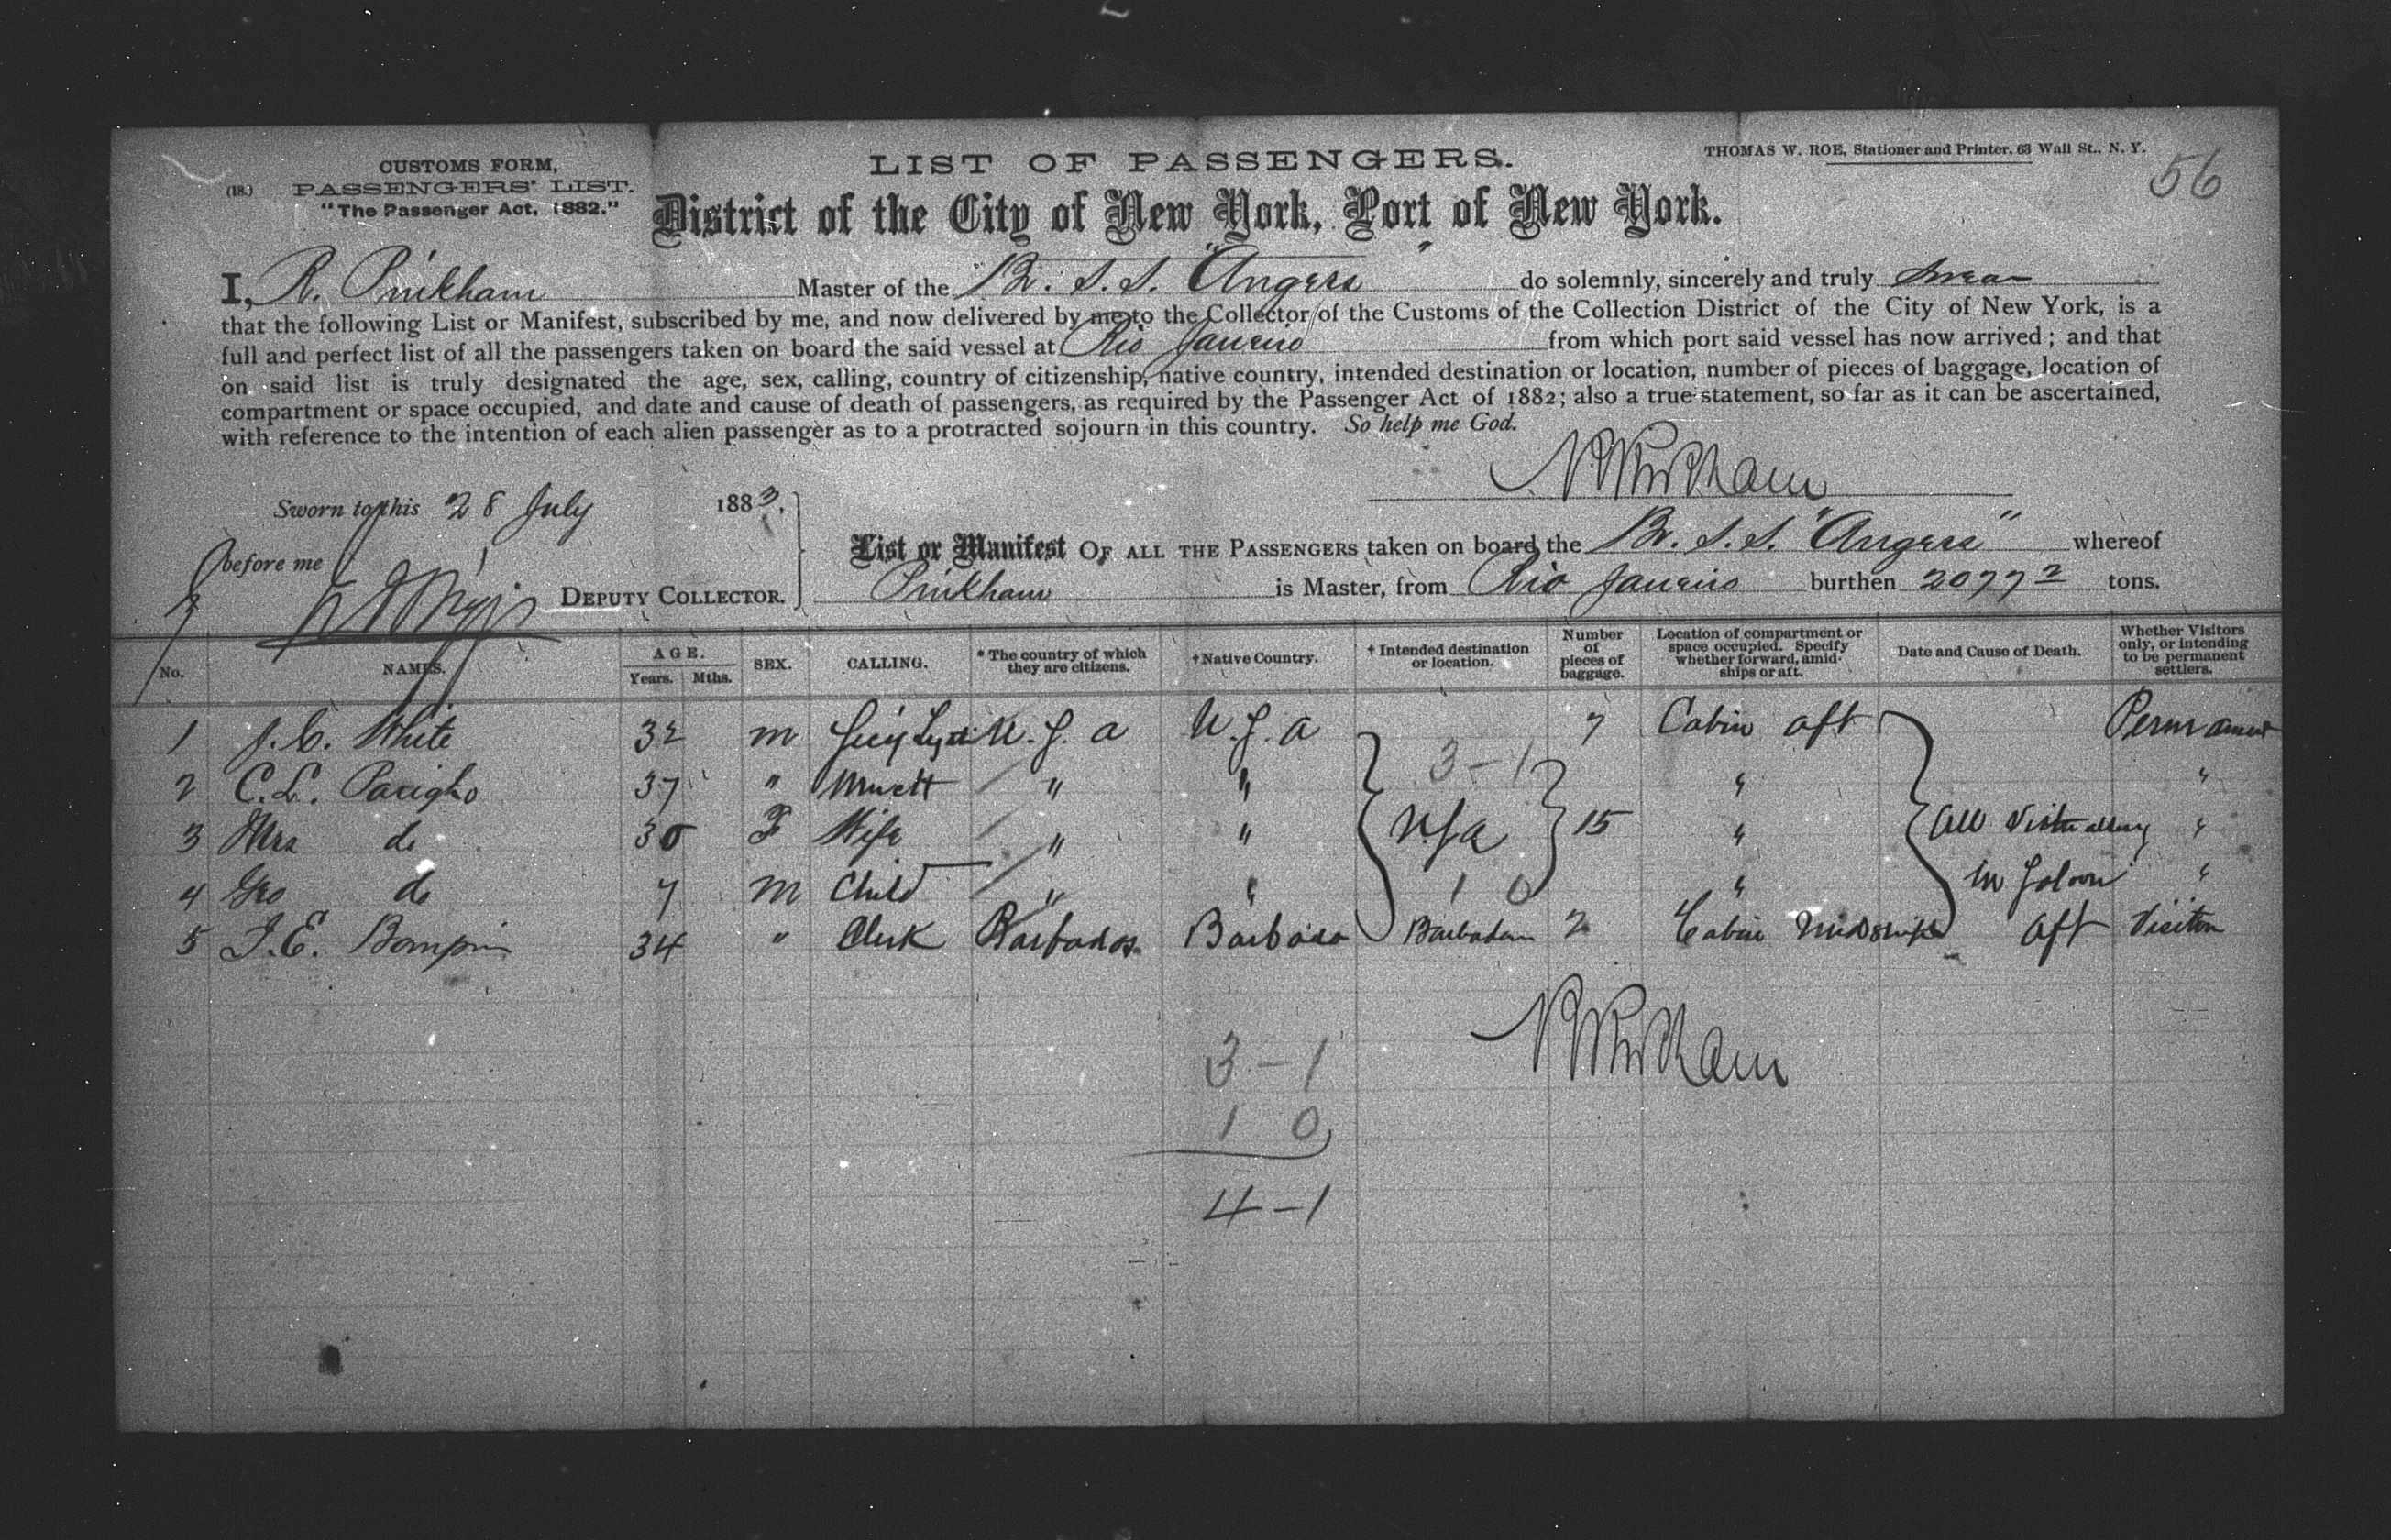 CUSTOMS FORM,
(18.) PASSENGERS' LIST.
"The Passenger Act, 1882."
LIST OF PASSENGERS.
THOMAS W. ROE, Stationer and Printer, 63 Wall St., N. Y.
56
District of the City of New York, Port of New York.
I, R. Pinkham Master of the Br. S. S. "Angers" do solemnly, sincerely and truly swear
that the following List or Manifest, subscribed by me, and now delivered by me to the Collector of the Customs of the Collection District of the City of New York, is a
full and perfect list of all the passengers taken on board the said vessel at Rio Janeiro from which port said vessel has now arrived; and that
on said list is truly designated the age, sex, calling, country of citizenship, native country, intended destination or location, number of pieces of baggage, location of
compartment or space occupied, and date and cause of death of passengers, as required by the Passenger Act of 1882; also a true statement, so far as it can be ascertained,
with reference to the intention of each alien passenger as to a protracted sojourn in this country. So help me God.
R Pinkham
Sworn to this 28 July 1883,
before me
DEPUTY COLLECTOR.
List or Manifest OF ALL THE PASSENGERS taken on board the Br. S. S. "Angers" whereof
Pinkham is Master, from Rio Janeiro burthen 2077 2 tons.
No. NAMES. AGE. Years. Mths. SEX. CALLING. * The country of which they are citizens. † Native Country. † Intended destination or location. Number of pieces of baggage. Location of compartment or space occupied. Specify whether forward, amidships or aft. Date and Cause of Death. Whether Visitors only, or intending to be permanent settlers.
1 J. C. White 32 m U. S. a U. S. a 7 Cabin aft Permanent
3-1
2 C. L. 37 " " " " "
3 Mrs do 30 F Wife " " U S a 15 " All "
4 Geo do 7 M Child " " 1 0 " in Saloon "
5 J. E. 34 " Clerk Barbados Barbados 2 Cabin Midships aft Visitor
3-1
1 0
4-1
R Pinkham